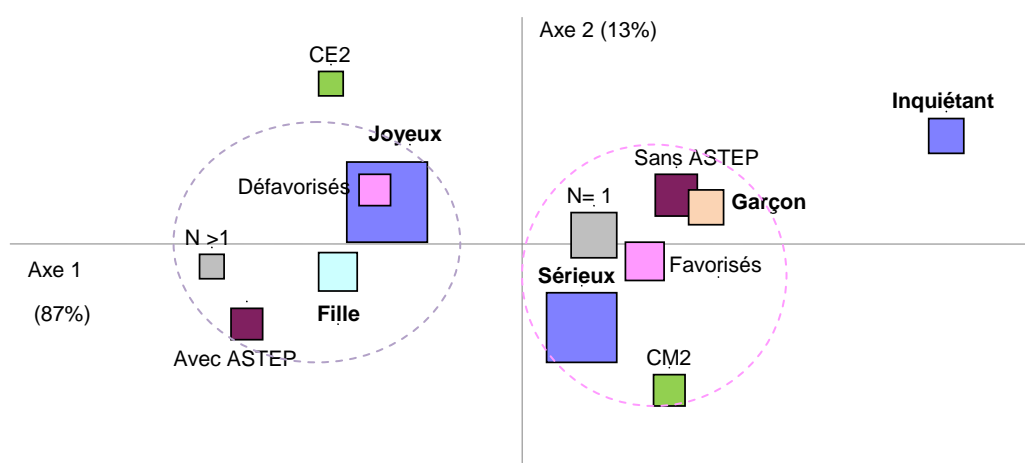 Axe 2 (13%)
CE2
Inquiétant
Joyeux
Sans ASTEP
Défavorisés
N= 1
Garçon
N >1
Axe 1
(87%)
Favorisés
Sérieux
Fille
Avec ASTEP
CM2